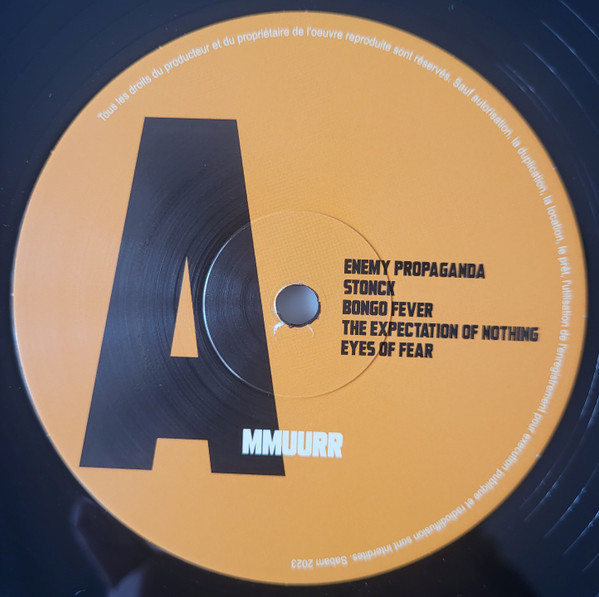 Tous les droits du producteur et du propriétaire de l'oeuvre reproduite sont réservés. Sauf autorisation, la duplication, la location, le prêt, l'utilisation de l'enregistrement pour exécution publique et radiodiffusion sont interdites. Sabam 2023
A
ENEMY PROPAGANDA
STONCK
BONGO FEVER
THE EXPECTATION OF NOTHING
EYES OF FEAR
MMUURR